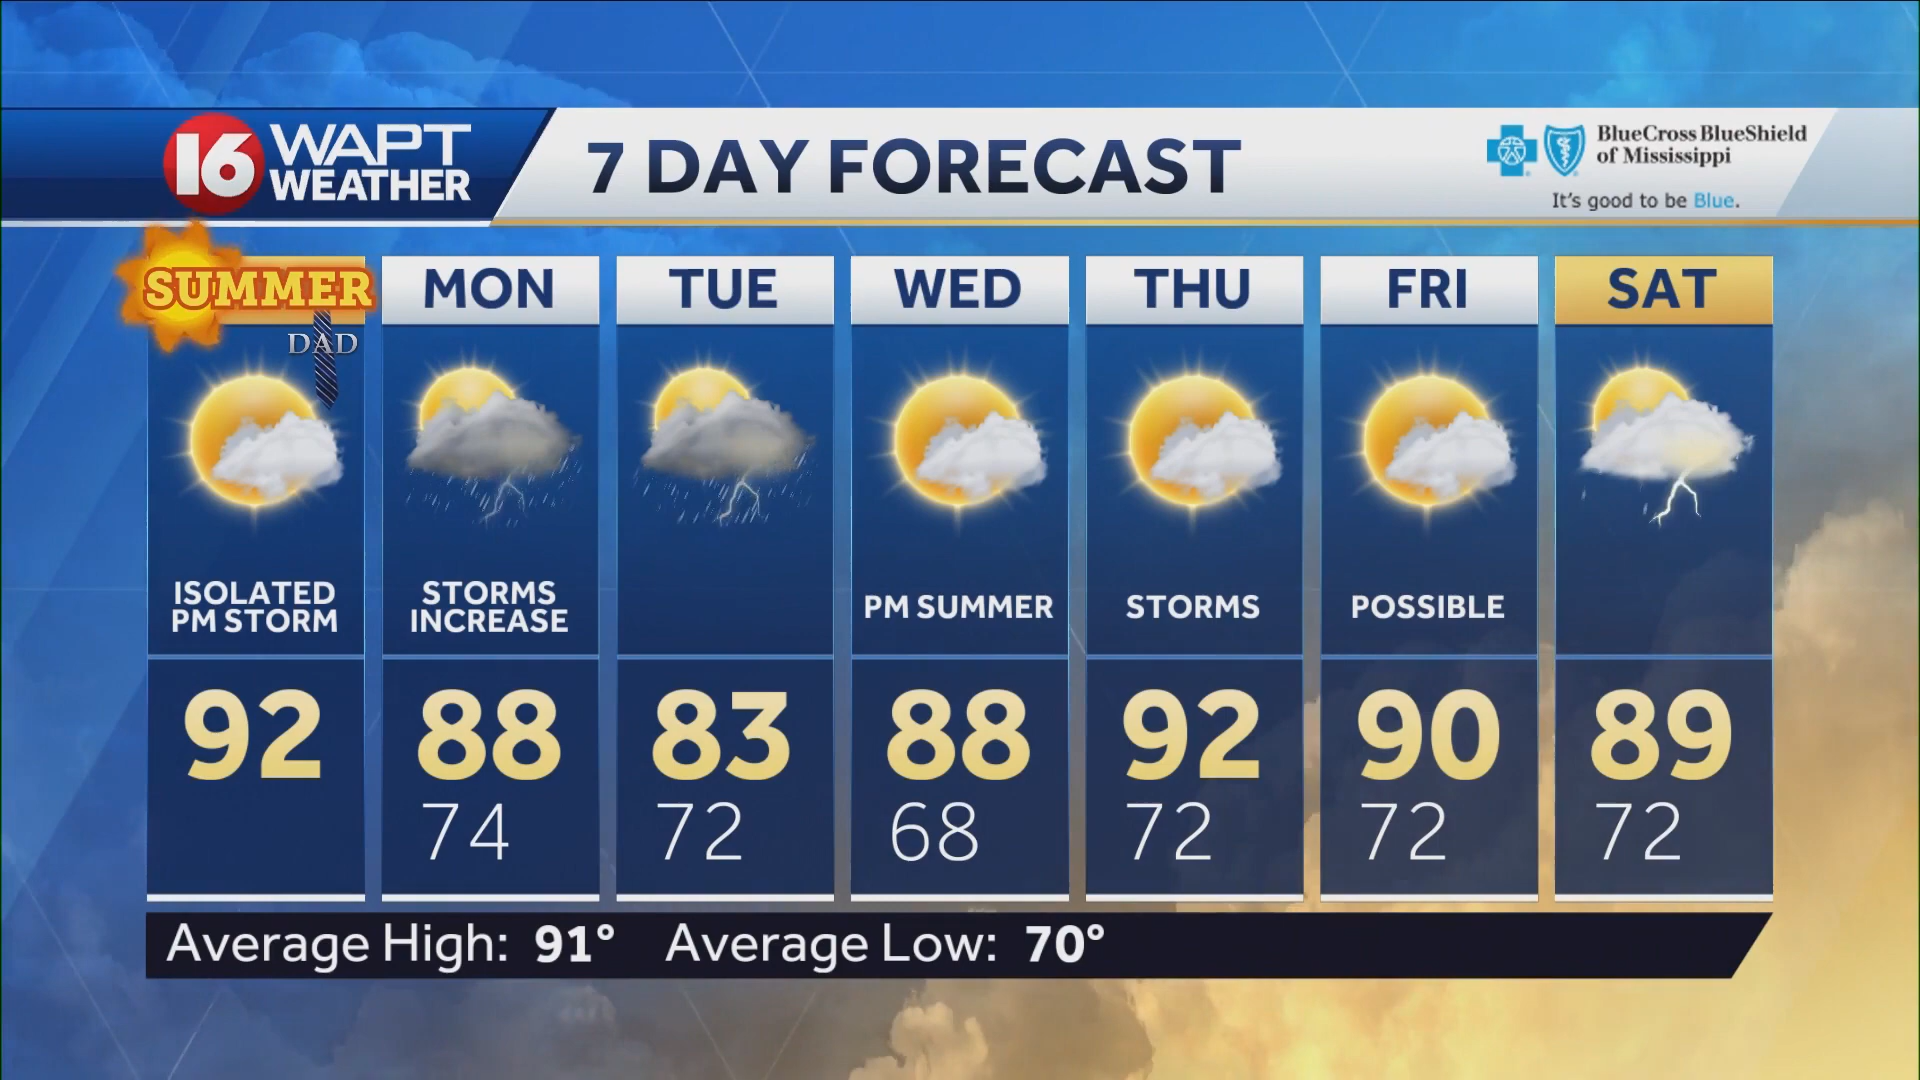 16 WAPT
WEATHER
7 DAY FORECAST
BlueCross BlueShield
of Mississippi
It's good to be Blue.
SUMMER
DAD
MON
TUE
WED
THU
FRI
SAT
ISOLATED
PM STORM
STORMS
INCREASE
PM SUMMER
STORMS
POSSIBLE
92
88
83
88
92
90
89
74
72
68
72
72
72
Average High: 91° Average Low: 70°